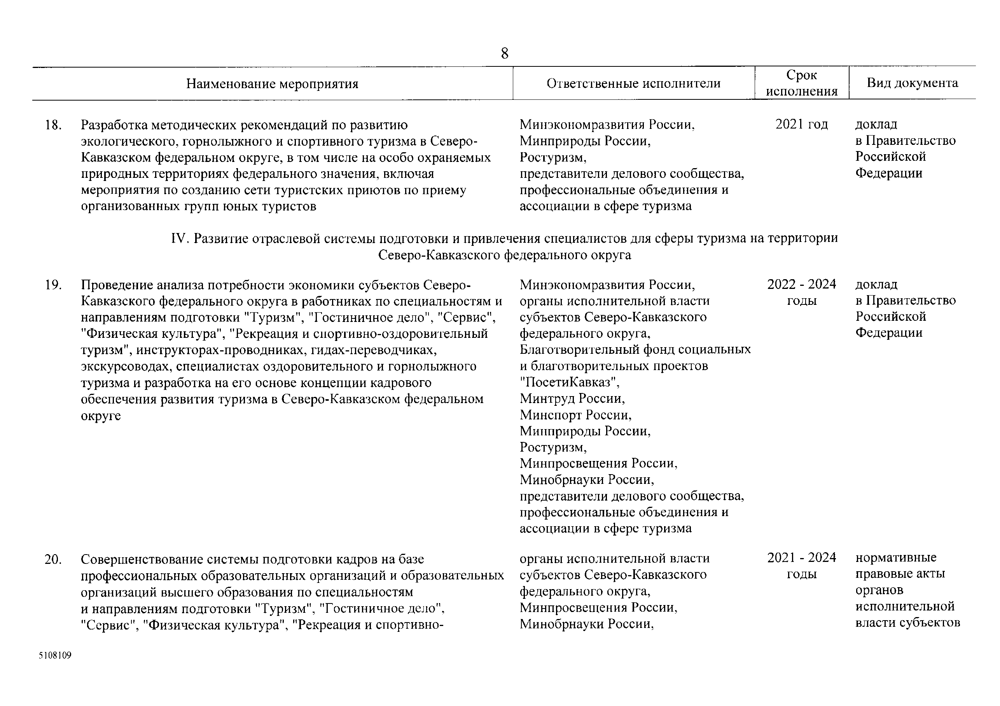 8
Наименование мероприятия
Ответственные исполнители
Срок
исполнения
Вид документа
18.
Разработка методических рекомендаций по развитию
экологического, горнолыжного и спортивного туризма в Северо-
Кавказском федеральном округе, в том числе на особо охраняемых
природных территориях федерального значения, включая
мероприятия по созданию сети туристских приютов по приему
организованных групп юных туристов
Минэкономразвития России,
Минприроды России,
Ростуризм,
представители делового сообщества,
профессиональные объединения и
ассоциации в сфере туризма
2021 год
доклад
в Правительство
Российской
Федерации
IV. Развитие отраслевой системы подготовки и привлечения специалистов для сферы туризма на территории
Северо-Кавказского федерального округа
19.
Проведение анализа потребности экономики субъектов Северо-
Кавказского федерального округа в работниках по специальностям и
направлениям подготовки "Туризм", "Гостиничное дело", "Сервис",
"Физическая культура", "Рекреация и спортивно-оздоровительный
туризм", инструкторах-проводниках, гидах-переводчиках,
экскурсоводах, специалистах оздоровительного и горнолыжного
туризма и разработка на его основе концепции кадрового
обеспечения развития туризма в Северо-Кавказском федеральном
округе
Минэкономразвития России,
органы исполнительной власти
субъектов Северо-Кавказского
федерального округа,
Благотворительный фонд социальных
и благотворительных проектов
"ПосетиКавказ",
Минтруд России,
Минспорт России,
Минприроды России,
Ростуризм,
Минпросвещения России,
Минобрнауки России,
представители делового сообщества,
профессиональные объединения и
ассоциации в сфере туризма
2022 - 2024
годы
доклад
в Правительство
Российской
Федерации
20.
Совершенствование системы подготовки кадров на базе
профессиональных образовательных организаций и образовательных
организаций высшего образования по специальностям
и направлениям подготовки "Туризм", "Гостиничное дело",
"Сервис", "Физическая культура", "Рекреация и спортивно-
органы исполнительной власти
субъектов Северо-Кавказского
федерального округа,
Минпросвещения России,
Минобрнауки России,
2021 - 2024
годы
нормативные
правовые акты
органов
исполнительной
власти субъектов
5108109